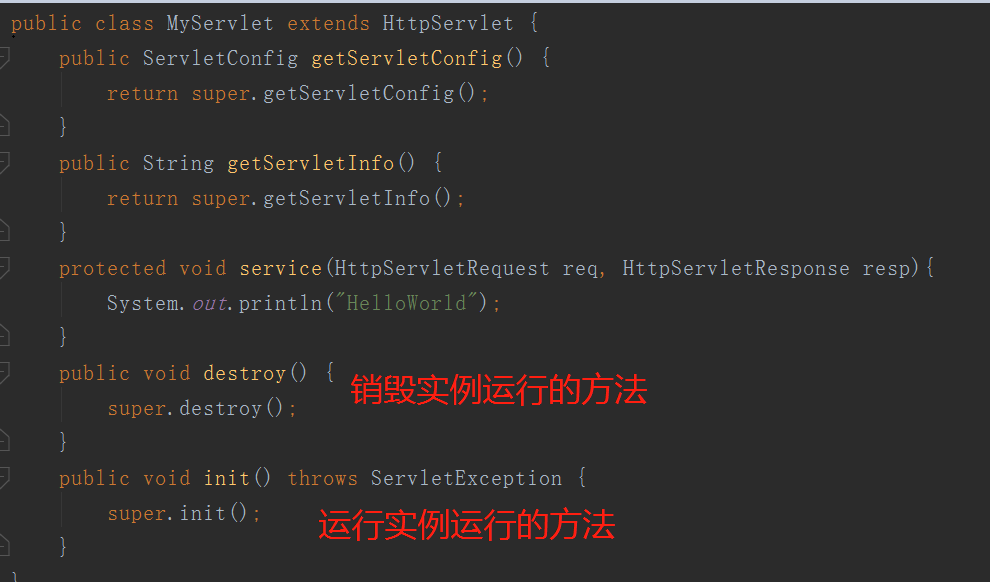 public class MyServlet extends HttpServlet {
public ServletConfig getServletConfig() {
return super.getServletConfig();
}
public String getServletInfo() {
return super.getServletInfo();
}
protected void service(HttpServletRequest req, HttpServletResponse resp){
System.out.println("HelloWorld");
}
public void destroy() {
销毁实例运行的方法
super.destroy();
}
public void init() throws ServletException {
super.init();
运行实例运行的方法
}
}